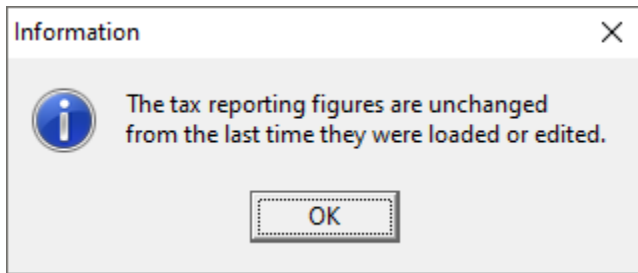 Information
The tax reporting figures are unchanged
from the last time they were loaded or edited.
OK